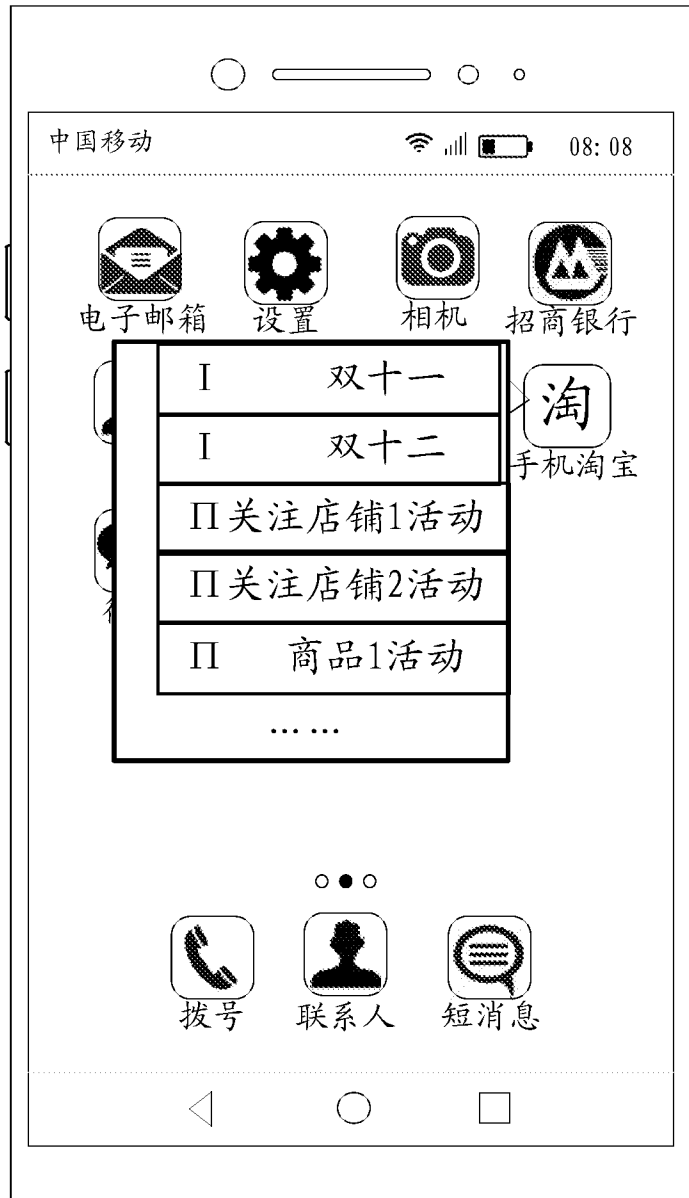 中国移动 08:08
电子邮箱 设置 相机 招商银行
I 双十一
淘
I 双十二
手机淘宝
П关注店铺1活动
П关注店铺2活动
П 商品1活动
……
拨号 联系人 短消息